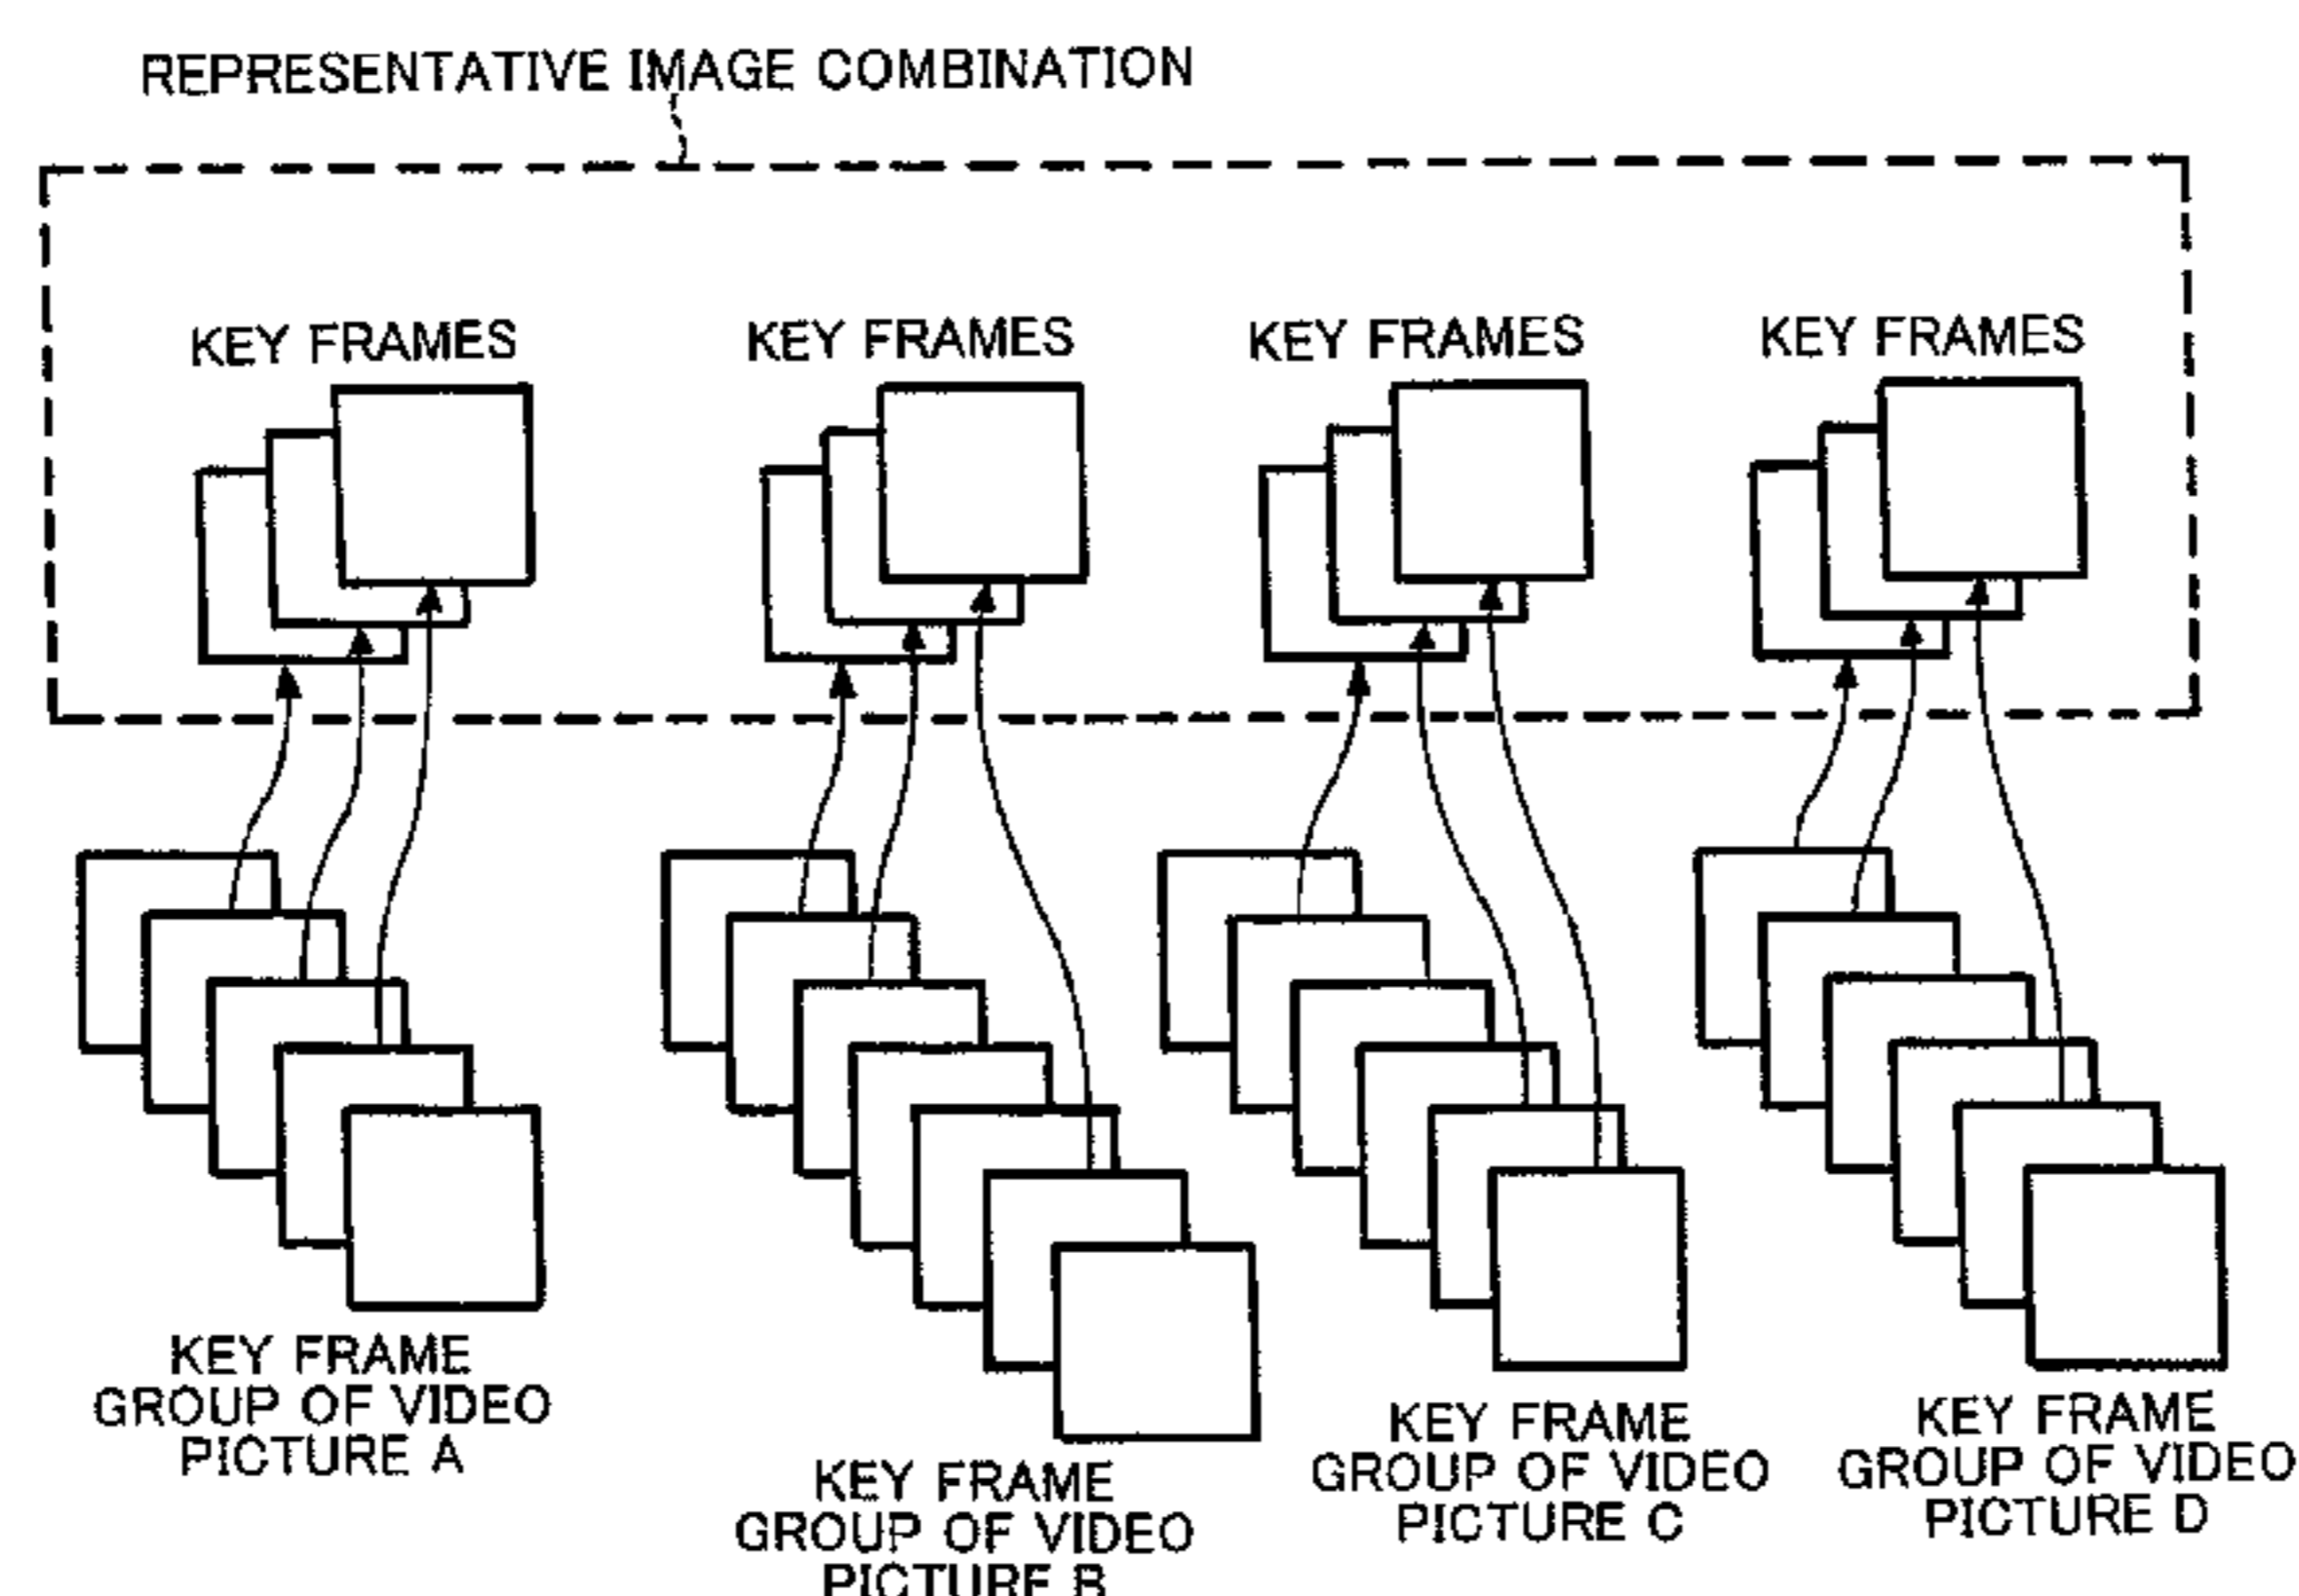 REPRESENTATIVE IMAGE COMBINATION
KEY FRAMES
KEY FRAMES
KEY FRAMES
KEY FRAMES
KEY FRAME
GROUP OF VIDEO
PICTURE A
KEY FRAME
GROUP OF VIDEO
PICTURE B
KEY FRAME
GROUP OF VIDEO
PICTURE C
KEY FRAME
GROUP OF VIDEO
PICTURE D